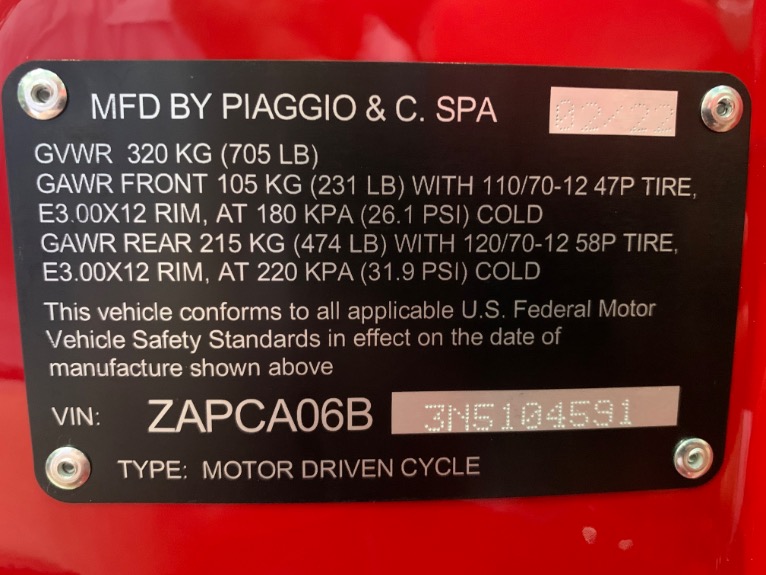 MFD BY PIAGGIO & C. SPA 02/22
GVWR 320 KG (705 LB)
GAWR FRONT 105 KG (231 LB) WITH 110/70-12 47P TIRE,
E3.00X12 RIM, AT 180 KPA (26.1 PSI) COLD
GAWR REAR 215 KG (474 LB) WITH 120/70-12 58P TIRE,
E3.00X12 RIM, AT 220 KPA (31.9 PSI) COLD
This vehicle conforms to all applicable U.S. Federal Motor
Vehicle Safety Standards in effect on the date of
manufacture shown above
VIN: ZAPCA06B 3N5104591
TYPE: MOTOR DRIVEN CYCLE